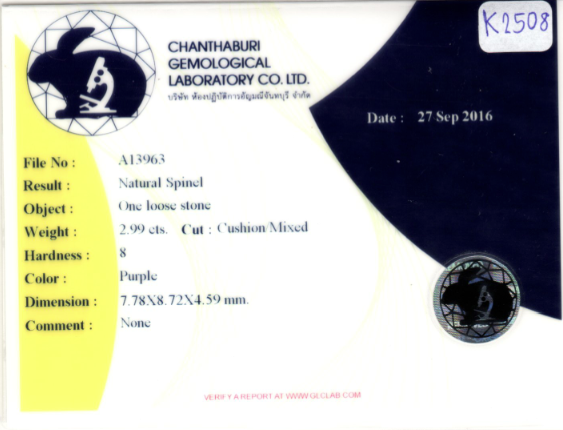 K2508
CHANTHABURI
GEMOLOGICAL
LABORATORY CO. LTD.
บริษัท ห้องปฏิบัติการอัญมณีจันทบุรี จำกัด
Date : 27 Sep 2016
File No : A13963
Result : Natural Spinel
Object : One loose stone
Weight : 2.99 cts. Cut : Cushion/Mixed
Hardness : 8
Color : Purple
Dimension : 7.78X8.72X4.59 mm.
Comment : None
VERIFY A REPORT AT WWW.GLCLAB.COM